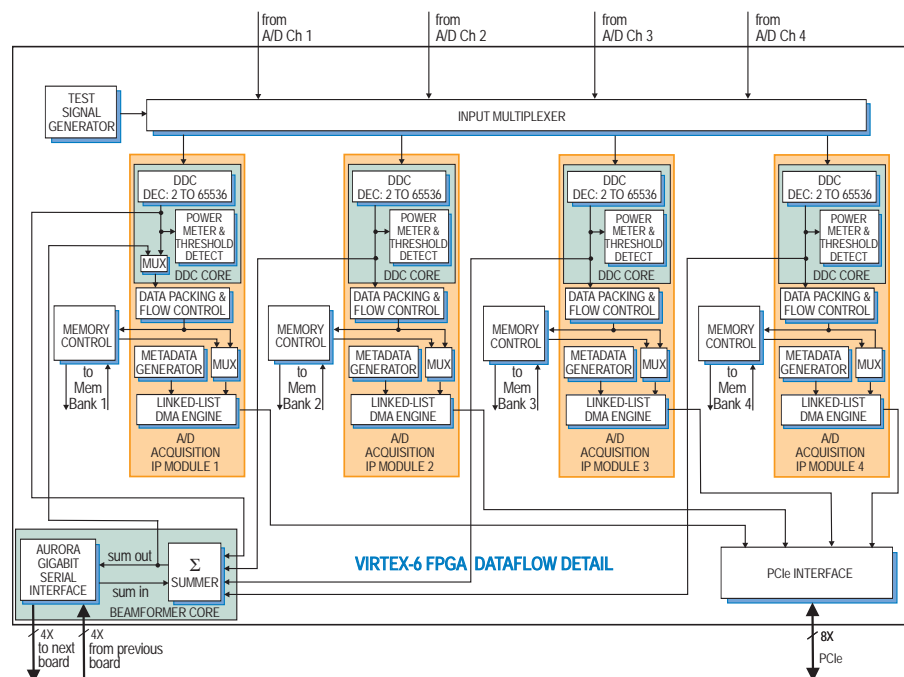 from
A/D Ch 1
from
A/D Ch 2
from
A/D Ch 3
from
A/D Ch 4
TEST
SIGNAL
GENERATOR
INPUT MULTIPLEXER
DDC
DEC: 2 TO 65536
POWER
METER &
THRESHOLD
DETECT
MUX
DDC CORE
DATA PACKING &
FLOW CONTROL
MEMORY
CONTROL
METADATA
GENERATOR
MUX
to
Mem
Bank 1
LINKED-LIST
DMA ENGINE
A/D
ACQUISITION
IP MODULE 1
DDC
DEC: 2 TO 65536
POWER
METER &
THRESHOLD
DETECT
DDC CORE
DATA PACKING &
FLOW CONTROL
MEMORY
CONTROL
METADATA
GENERATOR
MUX
to
Mem
Bank 2
LINKED-LIST
DMA ENGINE
A/D
ACQUISITION
IP MODULE 2
DDC
DEC: 2 TO 65536
POWER
METER &
THRESHOLD
DETECT
DDC CORE
DATA PACKING &
FLOW CONTROL
MEMORY
CONTROL
METADATA
GENERATOR
MUX
to
Mem
Bank 3
LINKED-LIST
DMA ENGINE
A/D
ACQUISITION
IP MODULE 3
DDC
DEC: 2 TO 65536
POWER
METER &
THRESHOLD
DETECT
DDC CORE
DATA PACKING &
FLOW CONTROL
MEMORY
CONTROL
METADATA
GENERATOR
MUX
to
Mem
Bank 4
LINKED-LIST
DMA ENGINE
A/D
ACQUISITION
IP MODULE 4
AURORA
GIGABIT
SERIAL
INTERFACE
sum out
sum in
Σ
SUMMER
BEAMFORMER CORE
VIRTEX-6 FPGA DATAFLOW DETAIL
PCIe INTERFACE
4X
to next
board
4X
from previous
board
8X
PCIe